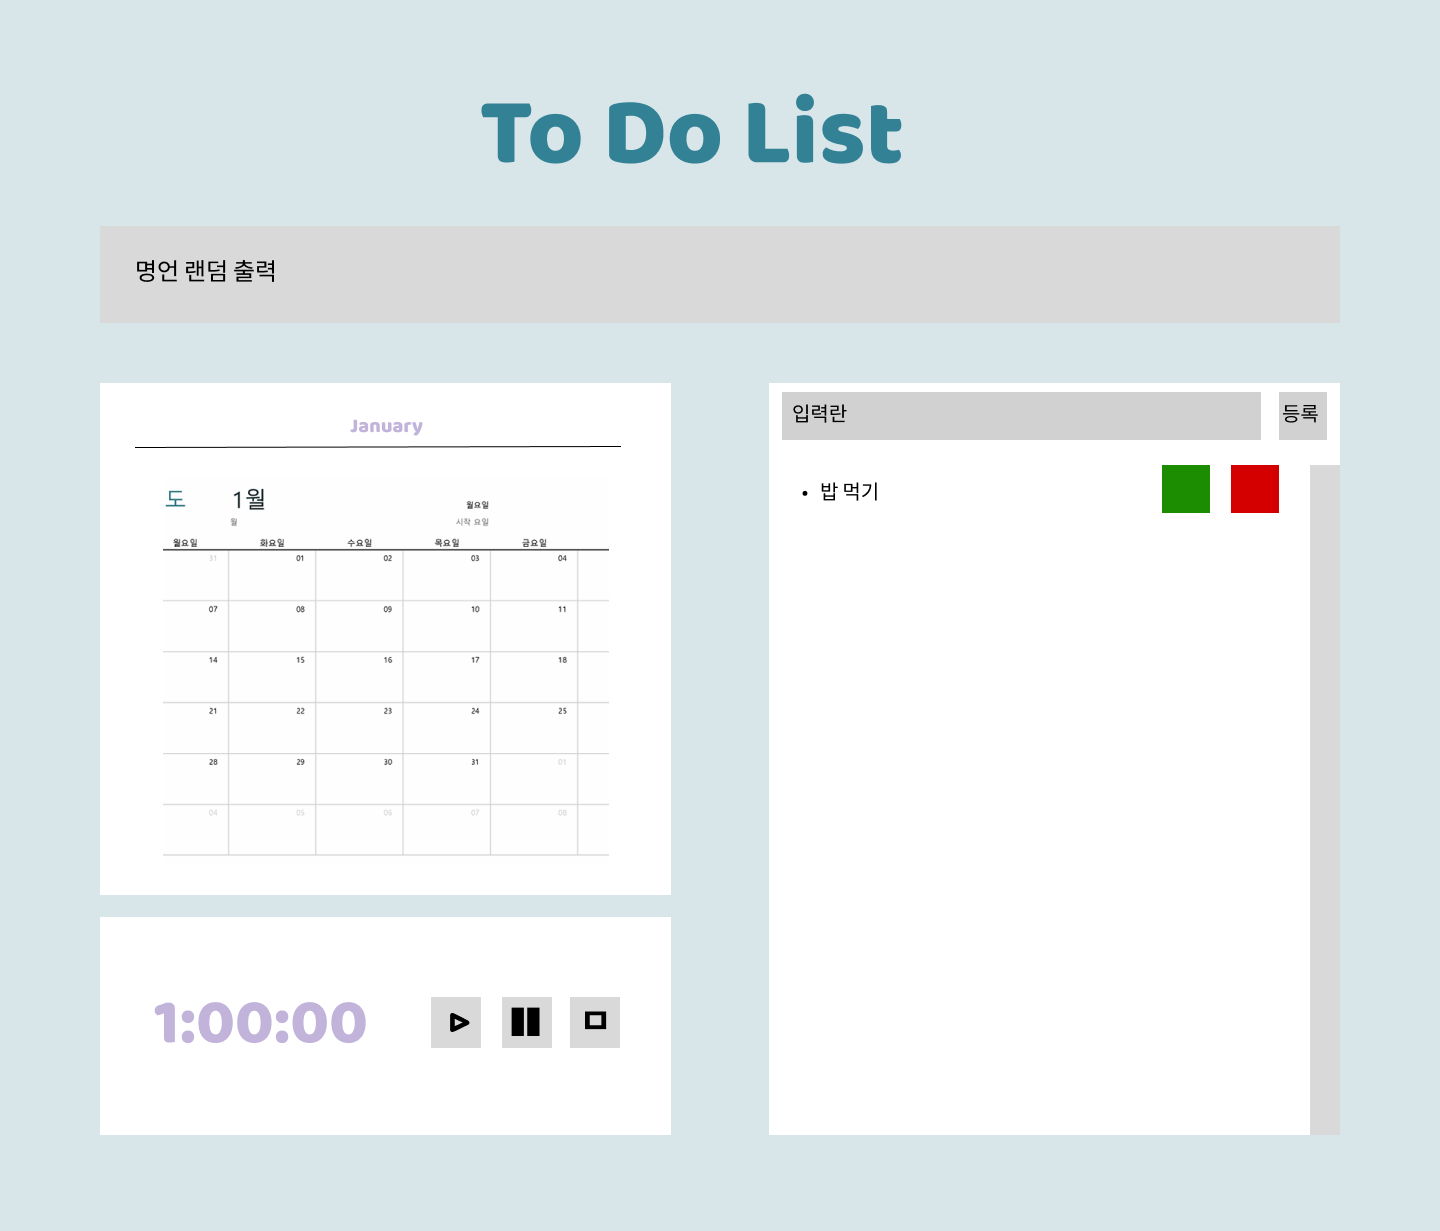 To Do List
명언 랜덤 출력
January
도 1월 월요일
월 시작 요일
월요일 화요일 수요일 목요일 금요일
31 01 02 03 04
07 08 09 10 11
14 15 16 17 18
21 22 23 24 25
28 29 30 31 01
04 05 06 07 08
1:00:00
입력란 등록
• 밥 먹기